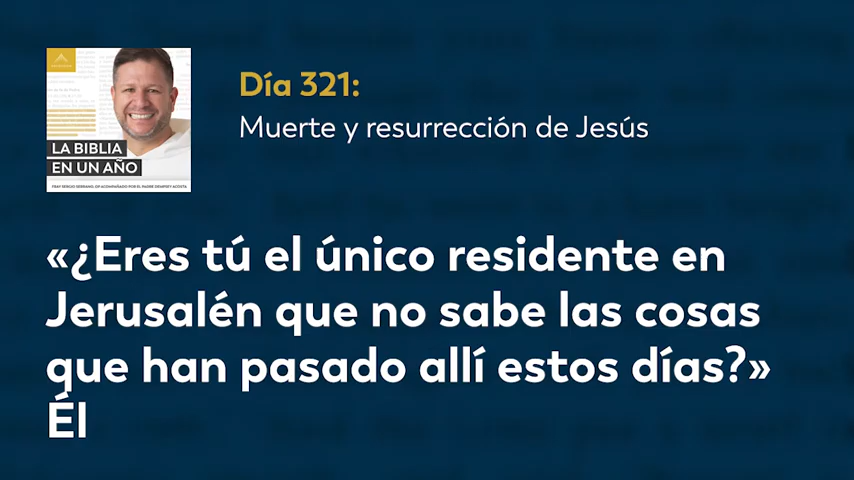 LA BIBLIA
EN UN AÑO
Día 321:
Muerte y resurrección de Jesús
«¿Eres tú el único residente en
Jerusalén que no sabe las cosas
que han pasado allí estos días?»
Él